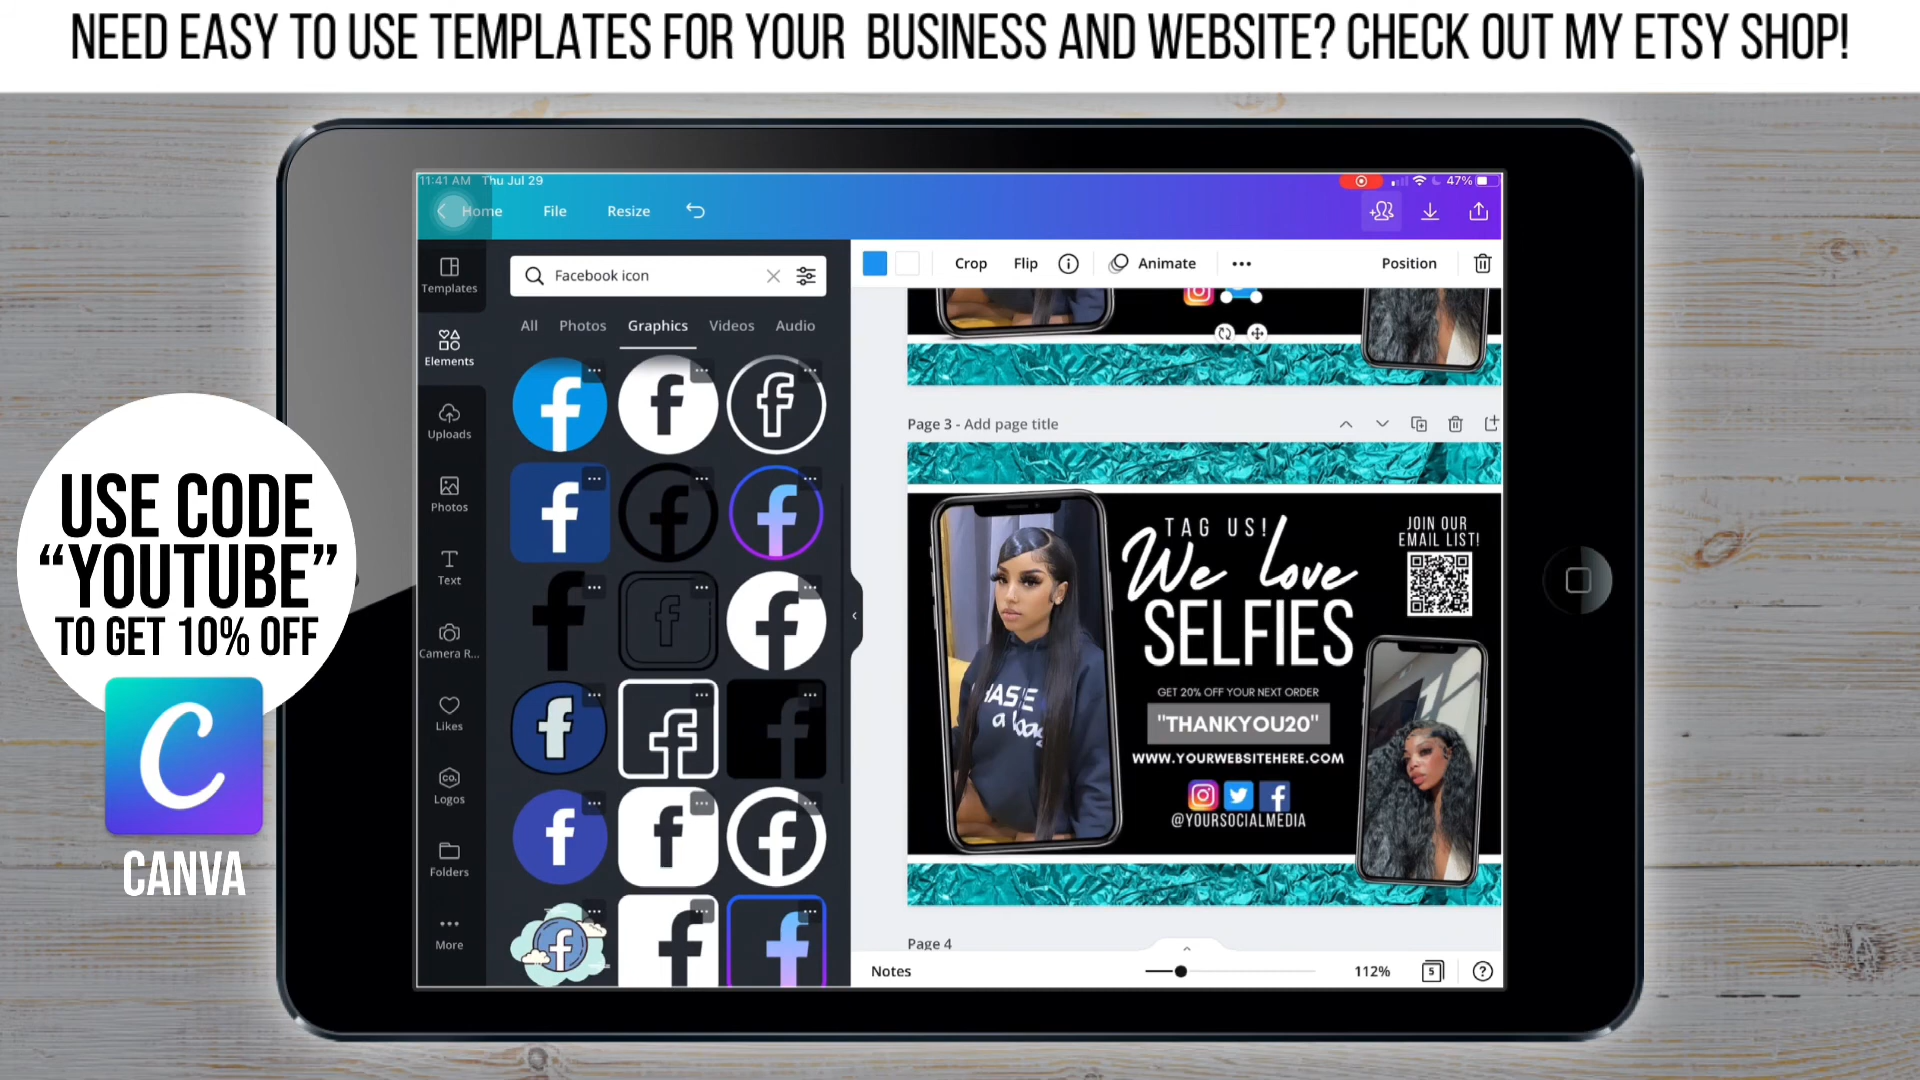 NEED EASY TO USE TEMPLATES FOR YOUR BUSINESS AND WEBSITE? CHECK OUT MY ETSY SHOP!
11:41 AM Thu Jul 29
47%
Home File Resize
Templates
Elements
Uploads
Photos
Text
Camera R...
Likes
CO.
Logos
Folders
More
Facebook icon
All Photos Graphics Videos Audio
Crop Flip Animate Position
Page 3 - Add page title
TAG US!
We love
SELFIES
JOIN OUR
EMAIL LIST!
GET 20% OFF YOUR NEXT ORDER
"THANKYOU20"
WWW.YOURWEBSITEHERE.COM
@YOURSOCIALMEDIA
Page 4
Notes
112%
5
USE CODE
“YOUTUBE”
TO GET 10% OFF
C
CANVA